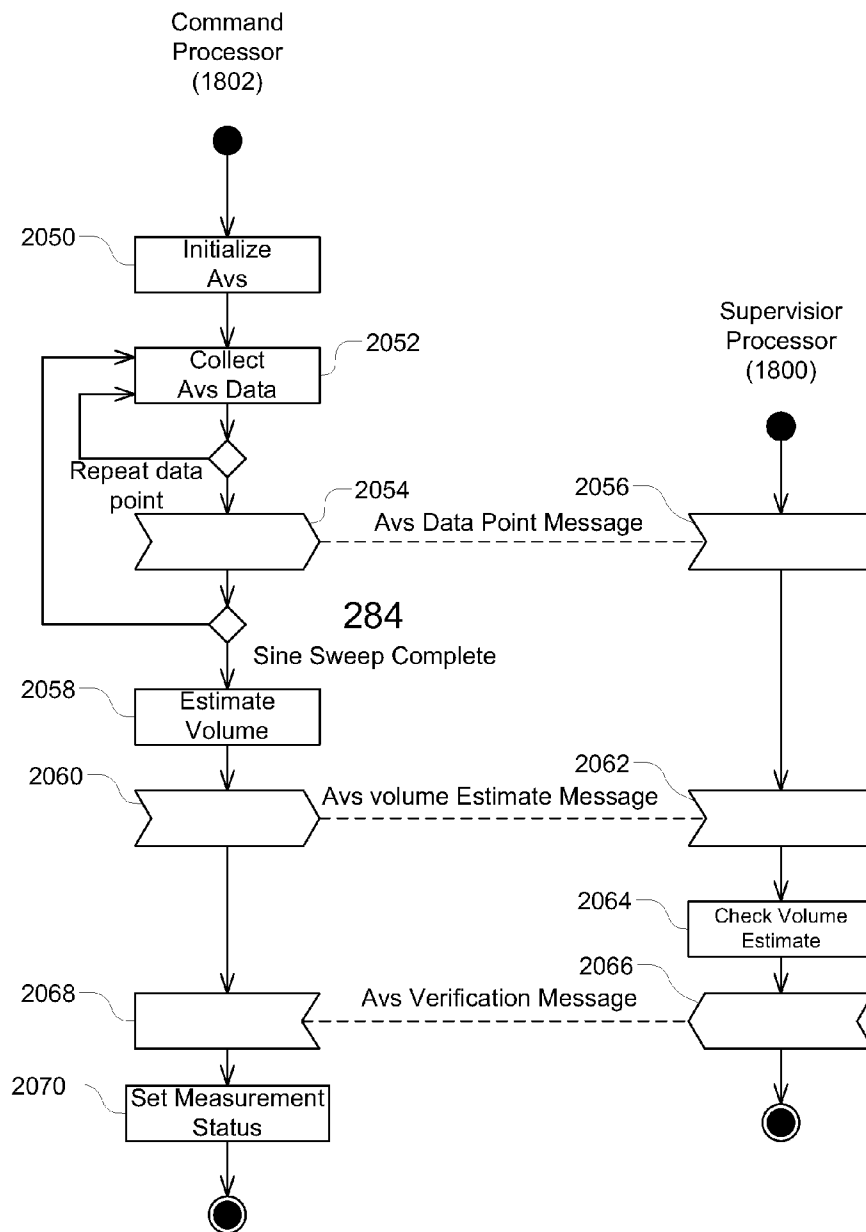 Command
Processor
(1802)
2050
Initialize
Avs
Supervisior
Processor
(1800)
2052
Collect
Avs Data
Repeat data
point
2054
2056
Avs Data Point Message
284
Sine Sweep Complete
2058
Estimate
Volume
2060
2062
Avs volume Estimate Message
2064
Check Volume
Estimate
2068
2066
Avs Verification Message
2070
Set Measurement
Status